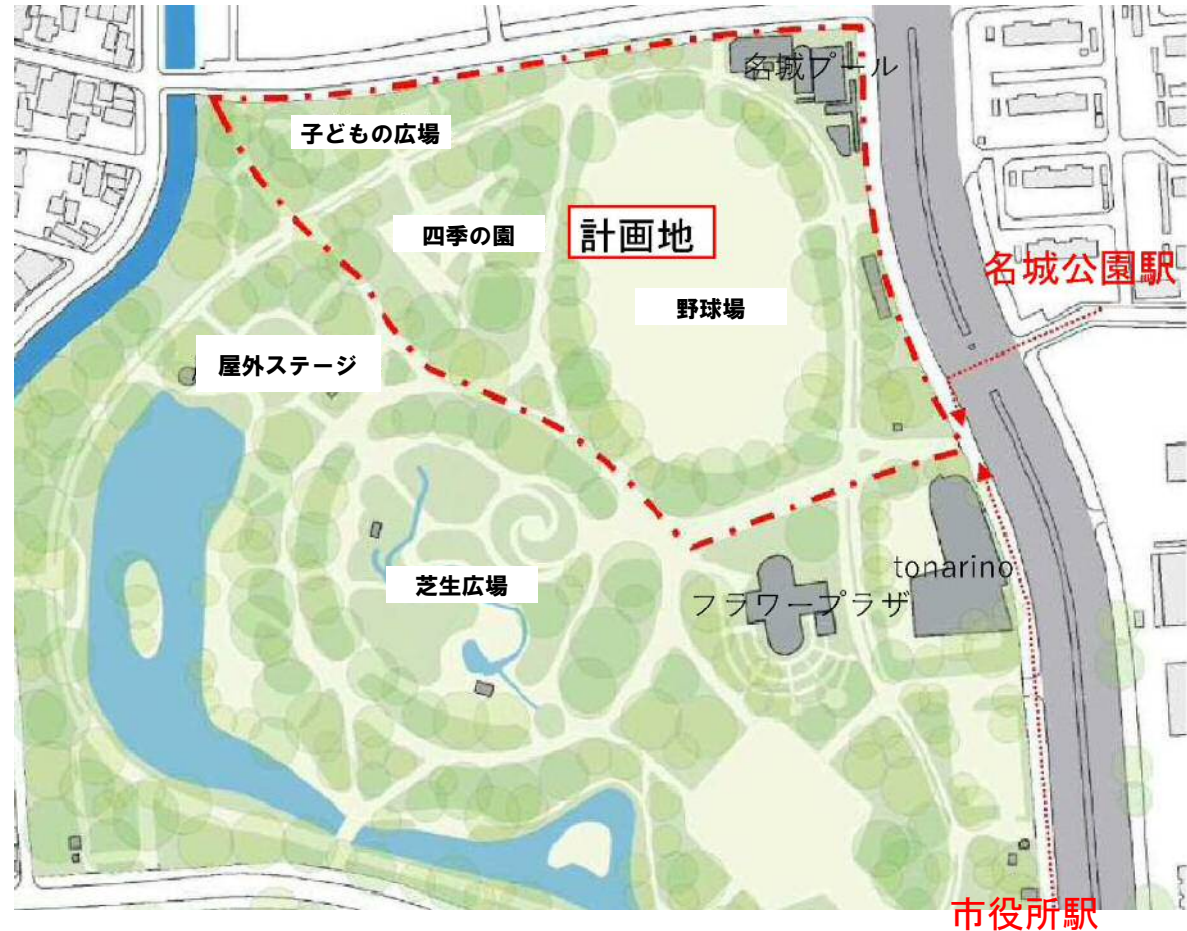 名城プール
子どもの広場
四季の園
計画地
名城公園駅
野球場
屋外ステージ
tonarino
芝生広場
フラワープラザ
市役所駅